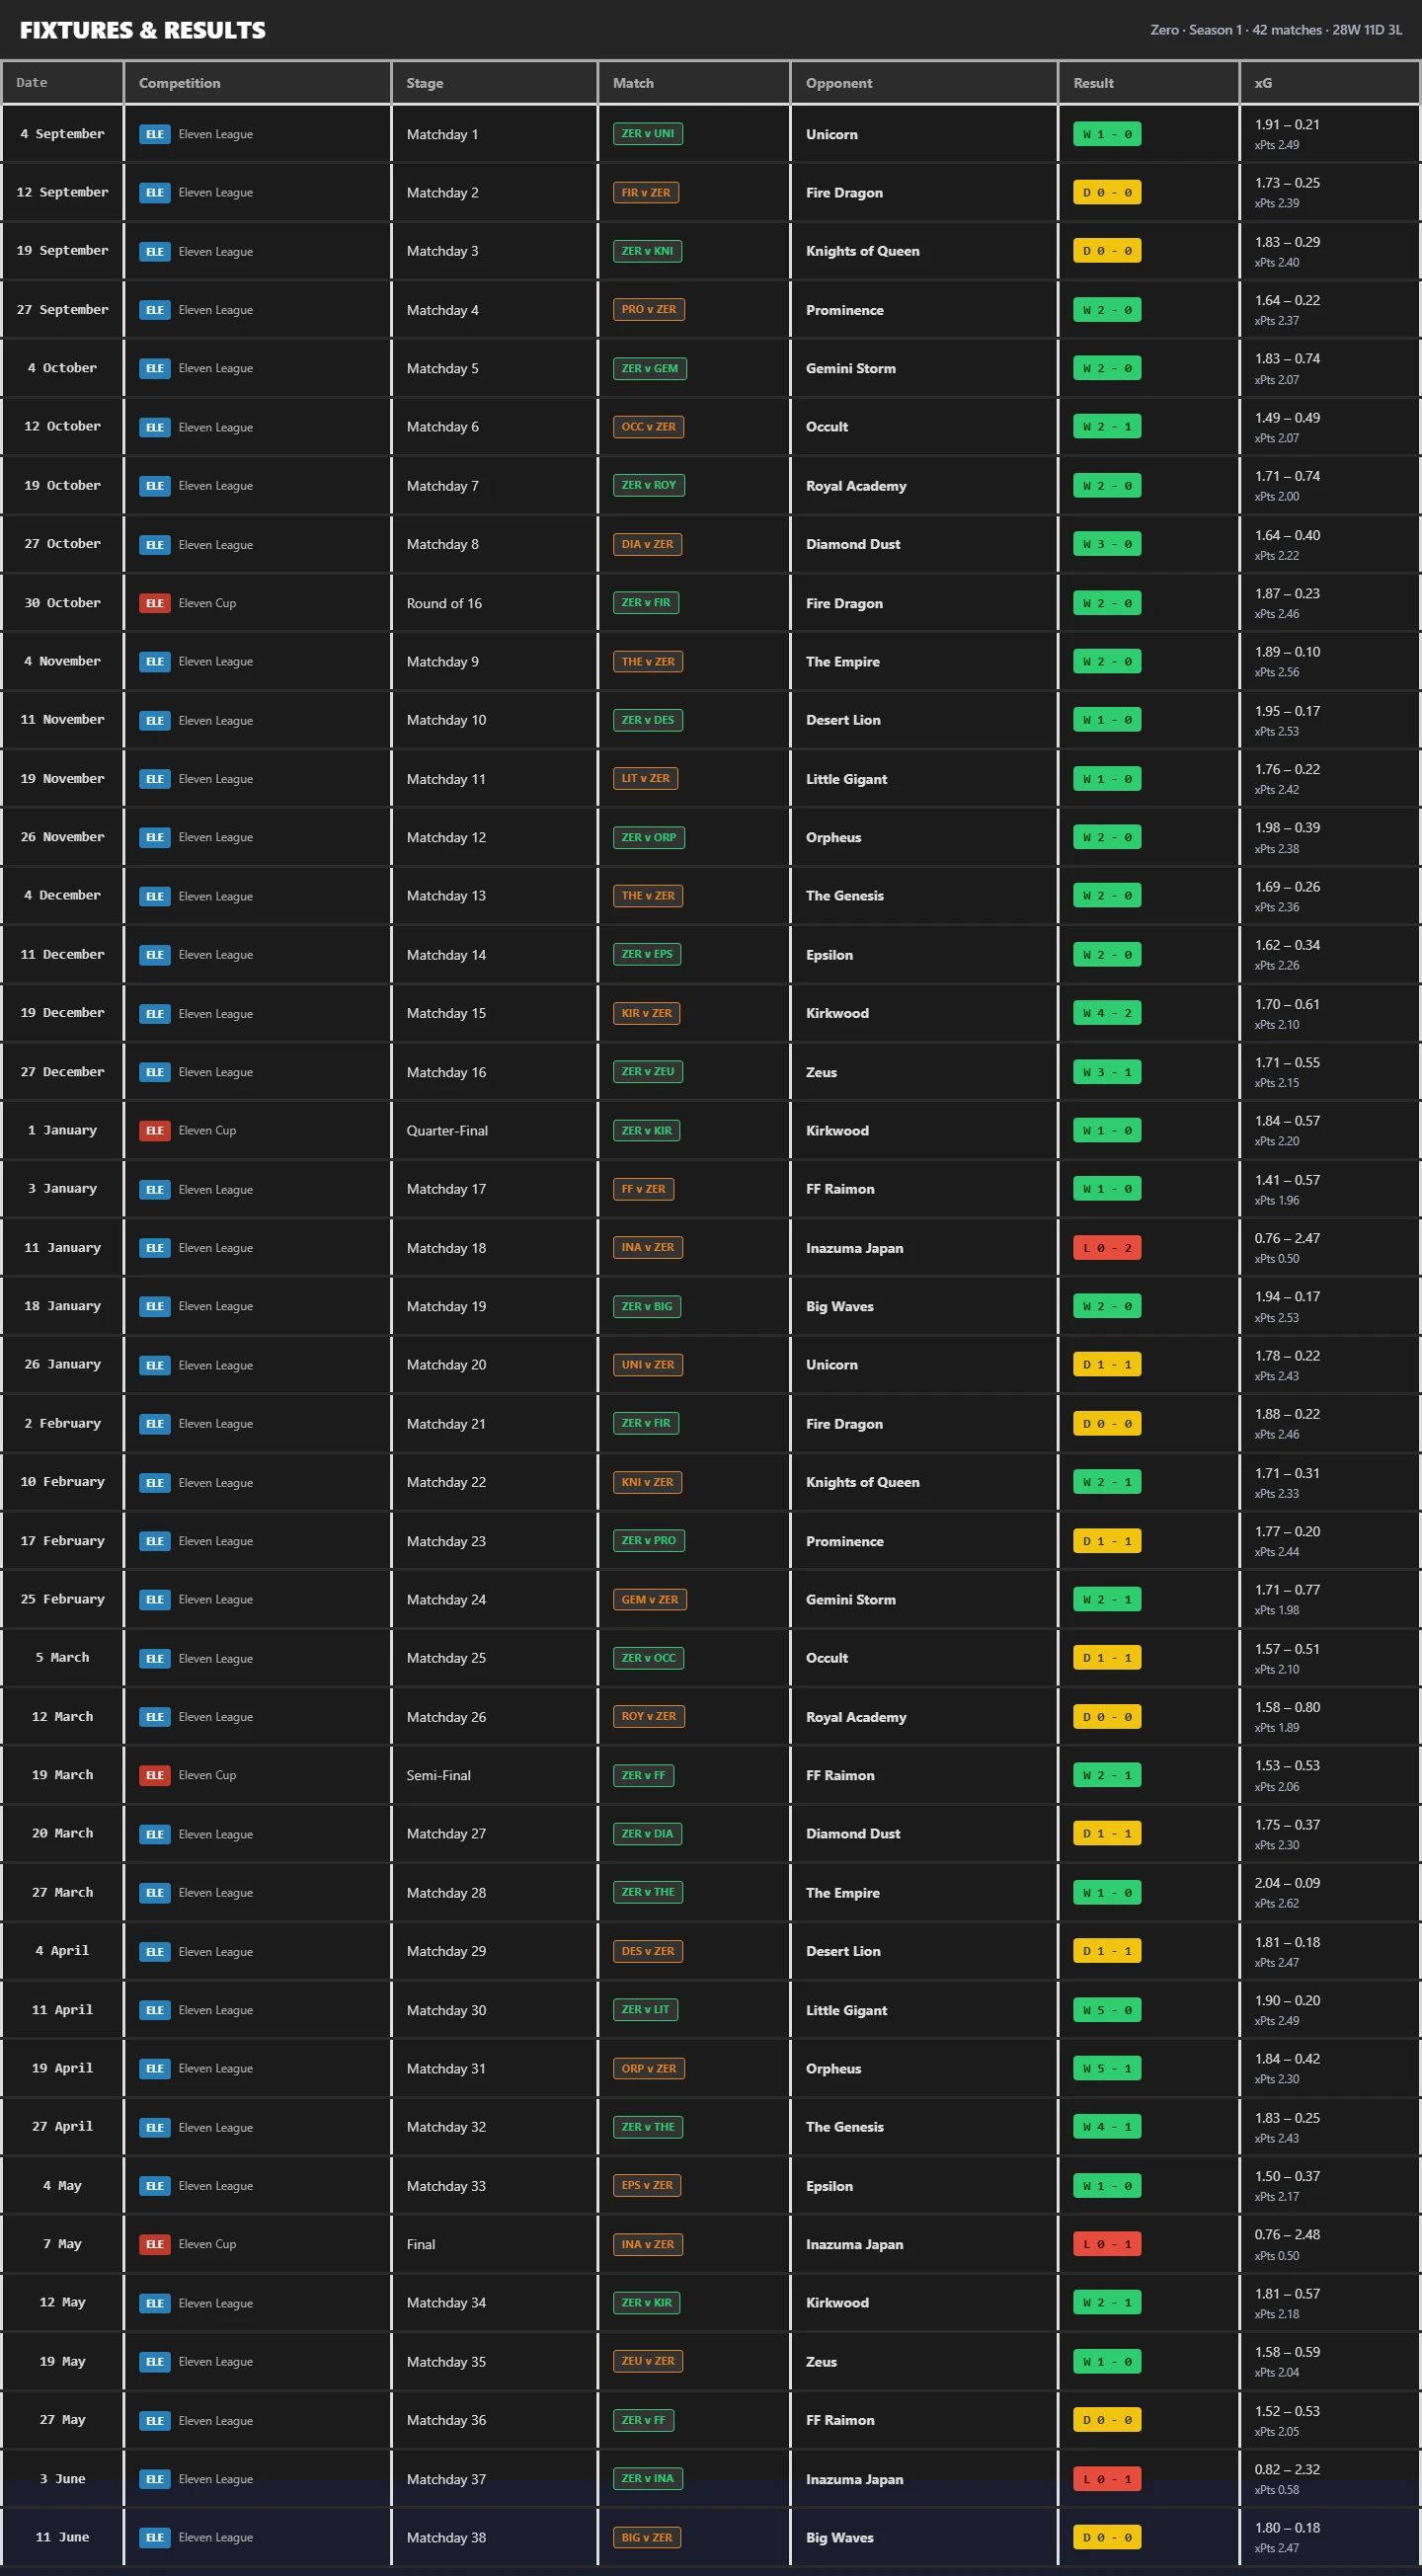 FIXTURES & RESULTS
Zero · Season 1 · 42 matches · 28W 11D 3L
Date Competition Stage Match Opponent Result xG
4 September ELE Eleven League Matchday 1 ZER v UNI Unicorn W 1 - 0 1.91 – 0.21
xPts 2.49
12 September ELE Eleven League Matchday 2 FIR v ZER Fire Dragon D 0 - 0 1.73 – 0.25
xPts 2.39
19 September ELE Eleven League Matchday 3 ZER v KNI Knights of Queen D 0 - 0 1.83 – 0.29
xPts 2.40
27 September ELE Eleven League Matchday 4 PRO v ZER Prominence W 2 - 0 1.64 – 0.22
xPts 2.37
4 October ELE Eleven League Matchday 5 ZER v GEM Gemini Storm W 2 - 0 1.83 – 0.74
xPts 2.07
12 October ELE Eleven League Matchday 6 OCC v ZER Occult W 2 - 1 1.49 – 0.49
xPts 2.07
19 October ELE Eleven League Matchday 7 ZER v ROY Royal Academy W 2 - 0 1.71 – 0.74
xPts 2.00
27 October ELE Eleven League Matchday 8 DIA v ZER Diamond Dust W 3 - 0 1.64 – 0.40
xPts 2.22
30 October ELE Eleven Cup Round of 16 ZER v FIR Fire Dragon W 2 - 0 1.87 – 0.23
xPts 2.46
4 November ELE Eleven League Matchday 9 THE v ZER The Empire W 2 - 0 1.89 – 0.10
xPts 2.56
11 November ELE Eleven League Matchday 10 ZER v DES Desert Lion W 1 - 0 1.95 – 0.17
xPts 2.53
19 November ELE Eleven League Matchday 11 LIT v ZER Little Gigant W 1 - 0 1.76 – 0.22
xPts 2.42
26 November ELE Eleven League Matchday 12 ZER v ORP Orpheus W 2 - 0 1.98 – 0.39
xPts 2.38
4 December ELE Eleven League Matchday 13 THE v ZER The Genesis W 2 - 0 1.69 – 0.26
xPts 2.36
11 December ELE Eleven League Matchday 14 ZER v EPS Epsilon W 2 - 0 1.62 – 0.34
xPts 2.26
19 December ELE Eleven League Matchday 15 KIR v ZER Kirkwood W 4 - 2 1.70 – 0.61
xPts 2.10
27 December ELE Eleven League Matchday 16 ZER v ZEU Zeus W 3 - 1 1.71 – 0.55
xPts 2.15
1 January ELE Eleven Cup Quarter-Final ZER v KIR Kirkwood W 1 - 0 1.84 – 0.57
xPts 2.20
3 January ELE Eleven League Matchday 17 FF v ZER FF Raimon W 1 - 0 1.41 – 0.57
xPts 1.96
11 January ELE Eleven League Matchday 18 INA v ZER Inazuma Japan L 0 - 2 0.76 – 2.47
xPts 0.50
18 January ELE Eleven League Matchday 19 ZER v BIG Big Waves W 2 - 0 1.94 – 0.17
xPts 2.53
26 January ELE Eleven League Matchday 20 UNI v ZER Unicorn D 1 - 1 1.78 – 0.22
xPts 2.43
2 February ELE Eleven League Matchday 21 ZER v FIR Fire Dragon D 0 - 0 1.88 – 0.22
xPts 2.46
10 February ELE Eleven League Matchday 22 KNI v ZER Knights of Queen W 2 - 1 1.71 – 0.31
xPts 2.33
17 February ELE Eleven League Matchday 23 ZER v PRO Prominence D 1 - 1 1.77 – 0.20
xPts 2.44
25 February ELE Eleven League Matchday 24 GEM v ZER Gemini Storm W 2 - 1 1.71 – 0.77
xPts 1.98
5 March ELE Eleven League Matchday 25 ZER v OCC Occult D 1 - 1 1.57 – 0.51
xPts 2.10
12 March ELE Eleven League Matchday 26 ROY v ZER Royal Academy D 0 - 0 1.58 – 0.80
xPts 1.89
19 March ELE Eleven Cup Semi-Final ZER v FF FF Raimon W 2 - 1 1.53 – 0.53
xPts 2.06
20 March ELE Eleven League Matchday 27 ZER v DIA Diamond Dust D 1 - 1 1.75 – 0.37
xPts 2.30
27 March ELE Eleven League Matchday 28 ZER v THE The Empire W 1 - 0 2.04 – 0.09
xPts 2.62
4 April ELE Eleven League Matchday 29 DES v ZER Desert Lion D 1 - 1 1.81 – 0.18
xPts 2.47
11 April ELE Eleven League Matchday 30 ZER v LIT Little Gigant W 5 - 0 1.90 – 0.20
xPts 2.49
19 April ELE Eleven League Matchday 31 ORP v ZER Orpheus W 5 - 1 1.84 – 0.42
xPts 2.30
27 April ELE Eleven League Matchday 32 ZER v THE The Genesis W 4 - 1 1.83 – 0.25
xPts 2.43
4 May ELE Eleven League Matchday 33 EPS v ZER Epsilon W 1 - 0 1.50 – 0.37
xPts 2.17
7 May ELE Eleven Cup Final INA v ZER Inazuma Japan L 0 - 1 0.76 – 2.48
xPts 0.50
12 May ELE Eleven League Matchday 34 ZER v KIR Kirkwood W 2 - 1 1.81 – 0.57
xPts 2.18
19 May ELE Eleven League Matchday 35 ZEU v ZER Zeus W 1 - 0 1.58 – 0.59
xPts 2.04
27 May ELE Eleven League Matchday 36 ZER v FF FF Raimon D 0 - 0 1.52 – 0.53
xPts 2.05
3 June ELE Eleven League Matchday 37 ZER v INA Inazuma Japan L 0 - 1 0.82 – 2.32
xPts 0.58
11 June ELE Eleven League Matchday 38 BIG v ZER Big Waves D 0 - 0 1.80 – 0.18
xPts 2.47